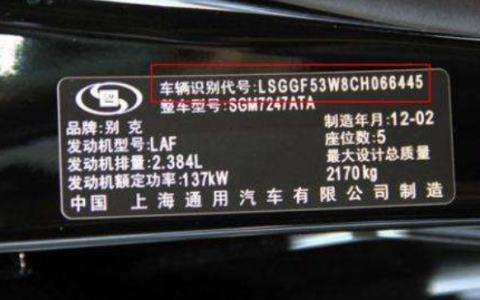 车辆识别代号:LSGGF53W8CH066445
整车型号:SGM7247ATA
品牌:别克
制造年月:12-02
发动机型号:LAF
座位数:5
发动机排量:2.384L
最大设计总质量
发动机额定功率:137kW
2170kg
中国 上海通用汽车有限公司制造